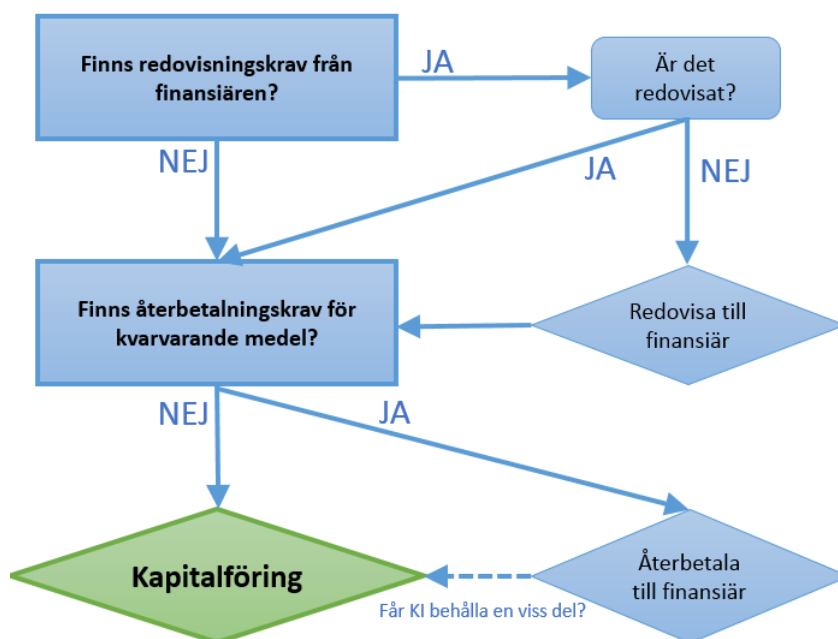 Finns redovisningskrav från
finansiären?
JA
Är det
redovisat?
NEJ
JA
NEJ
Finns återbetalningskrav för
kvarvarande medel?
Redovisa till
finansiär
NEJ
JA
Kapitalföring
Återbetala
till finansiär
Får KI behålla en viss del?